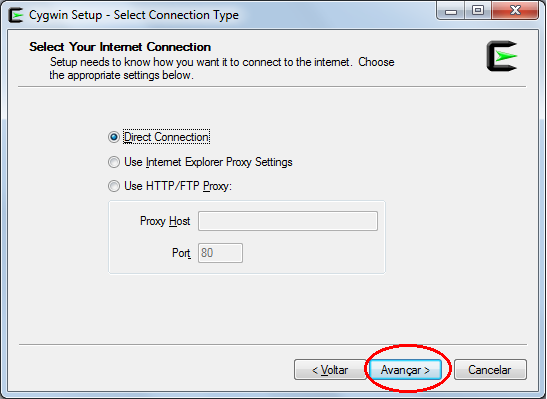 Cygwin Setup - Select Connection Type
Select Your Internet Connection
Setup needs to know how you want it to connect to the internet. Choose
the appropriate settings below.
Direct Connection
Use Internet Explorer Proxy Settings
Use HTTP/FTP Proxy:
Proxy Host
Port 80
< Voltar Avançar > Cancelar